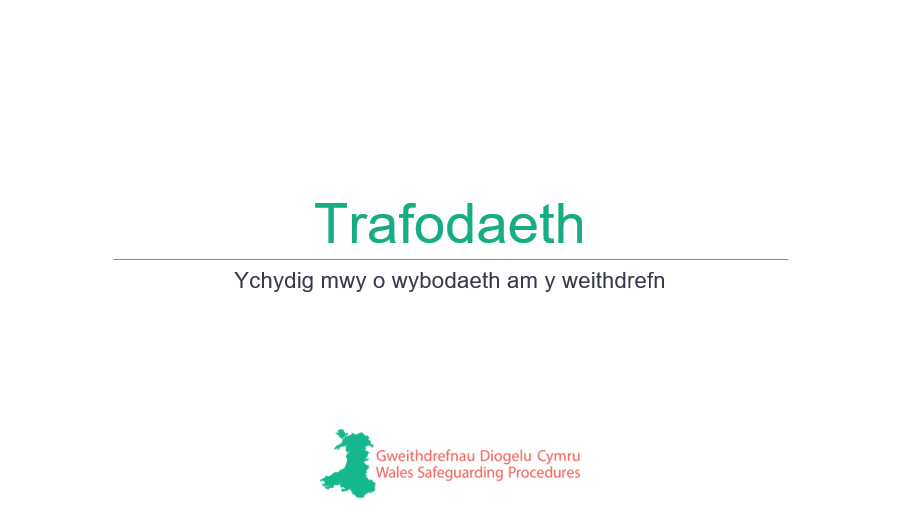 Trafodaeth
Ychydig mwy o wybodaeth am y weithdrefn
Gweithdrefnau Diogelu Cymru
Wales Safeguarding Procedures